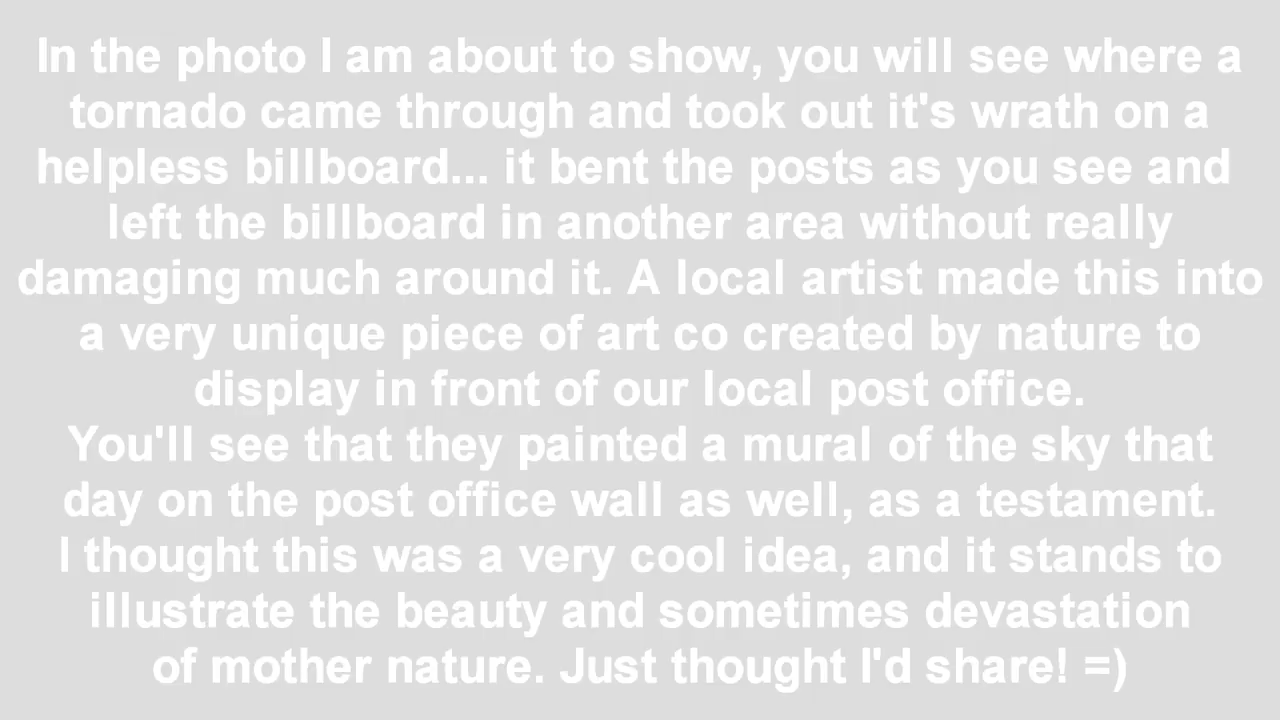 In the photo I am about to show, you will see where a
tornado came through and took out it's wrath on a
helpless billboard... it bent the posts as you see and
left the billboard in another area without really
damaging much around it. A local artist made this into
a very unique piece of art co created by nature to
display in front of our local post office.
You'll see that they painted a mural of the sky that
day on the post office wall as well, as a testament.
I thought this was a very cool idea, and it stands to
illustrate the beauty and sometimes devastation
of mother nature. Just thought I'd share! =)